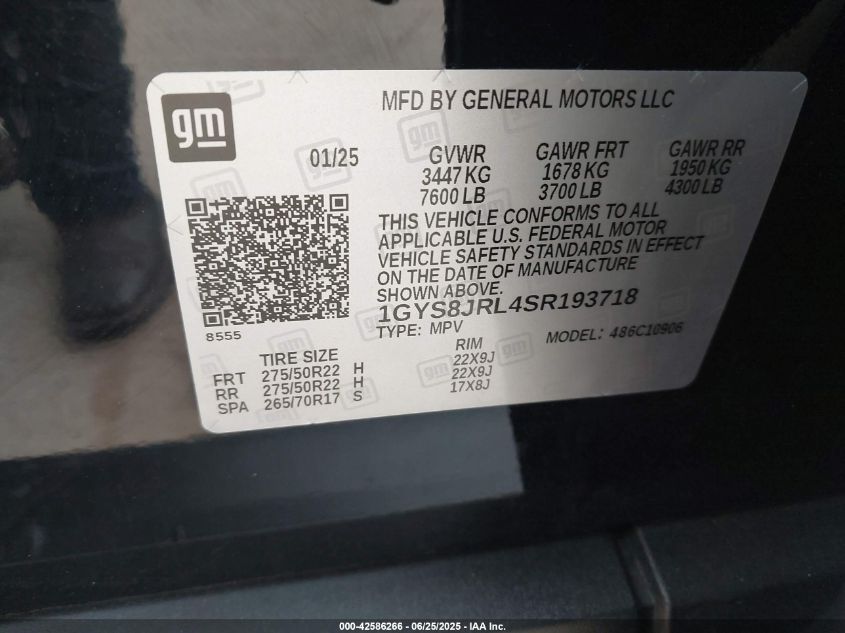 gm
MFD BY GENERAL MOTORS LLC
01/25
GVWR GAWR FRT GAWR RR
3447 KG 1678 KG 1950 KG
7600 LB 3700 LB 4300 LB
THIS VEHICLE CONFORMS TO ALL
APPLICABLE U.S. FEDERAL MOTOR
VEHICLE SAFETY STANDARDS IN EFFECT
ON THE DATE OF MANUFACTURE
SHOWN ABOVE.
1GYS8JRL4SR193718
8555
TYPE: MPV MODEL: 486C10906
TIRE SIZE RIM
FRT 275/50R22 H 22X9J
RR 275/50R22 H 22X9J
SPA 265/70R17 S 17X8J
000-42586266 - 06/25/2025 - IAA Inc.